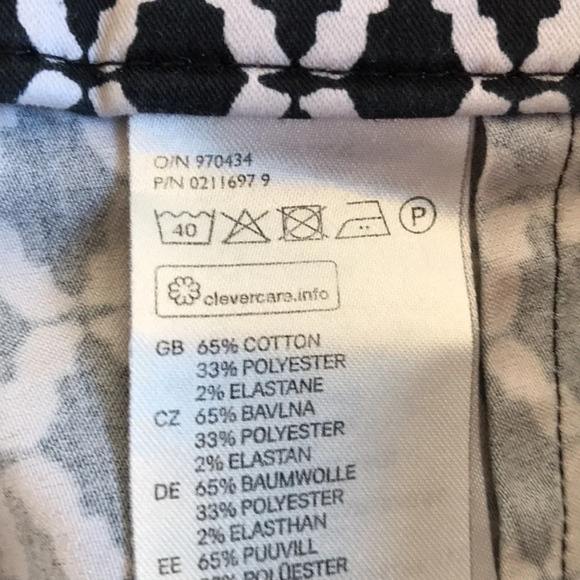 O/N 970434
P/N 0211697 9
40 P
clevercare.info
GB 65% COTTON
33% POLYESTER
2% ELASTANE
CZ 65% BAVLNA
33% POLYESTER
2% ELASTAN
DE 65% BAUMWOLLE
33% POLYESTER
2% ELASTHAN
EE 65% PUUVILL
POLÜESTER